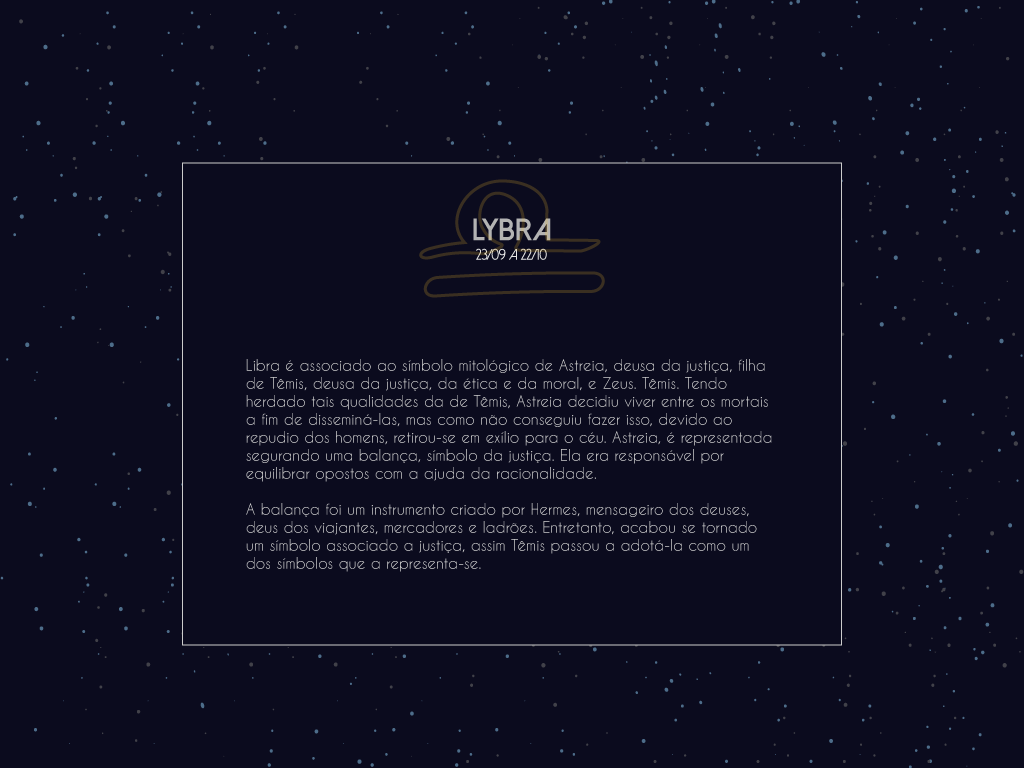 LYBRA
23/09 A 22/10
Libra é associado ao símbolo mitológico de Astreia, deusa da justiça, filha
de Têmis, deusa da justiça, da ética e da moral, e Zeus. Têmis. Tendo
herdado tais qualidades da de Têmis, Astreia decidiu viver entre os mortais
a fim de disseminá-las, mas como não conseguiu fazer isso, devido ao
repudio dos homens, retirou-se em exílio para o céu. Astreia, é representada
segurando uma balança, símbolo da justiça. Ela era responsável por
equilibrar opostos com a ajuda da racionalidade.
A balança foi um instrumento criado por Hermes, mensageiro dos deuses,
deus dos viajantes, mercadores e ladrões. Entretanto, acabou se tornado
um símbolo associado a justiça, assim Têmis passou a adotá-la como um
dos símbolos que a representa-se.